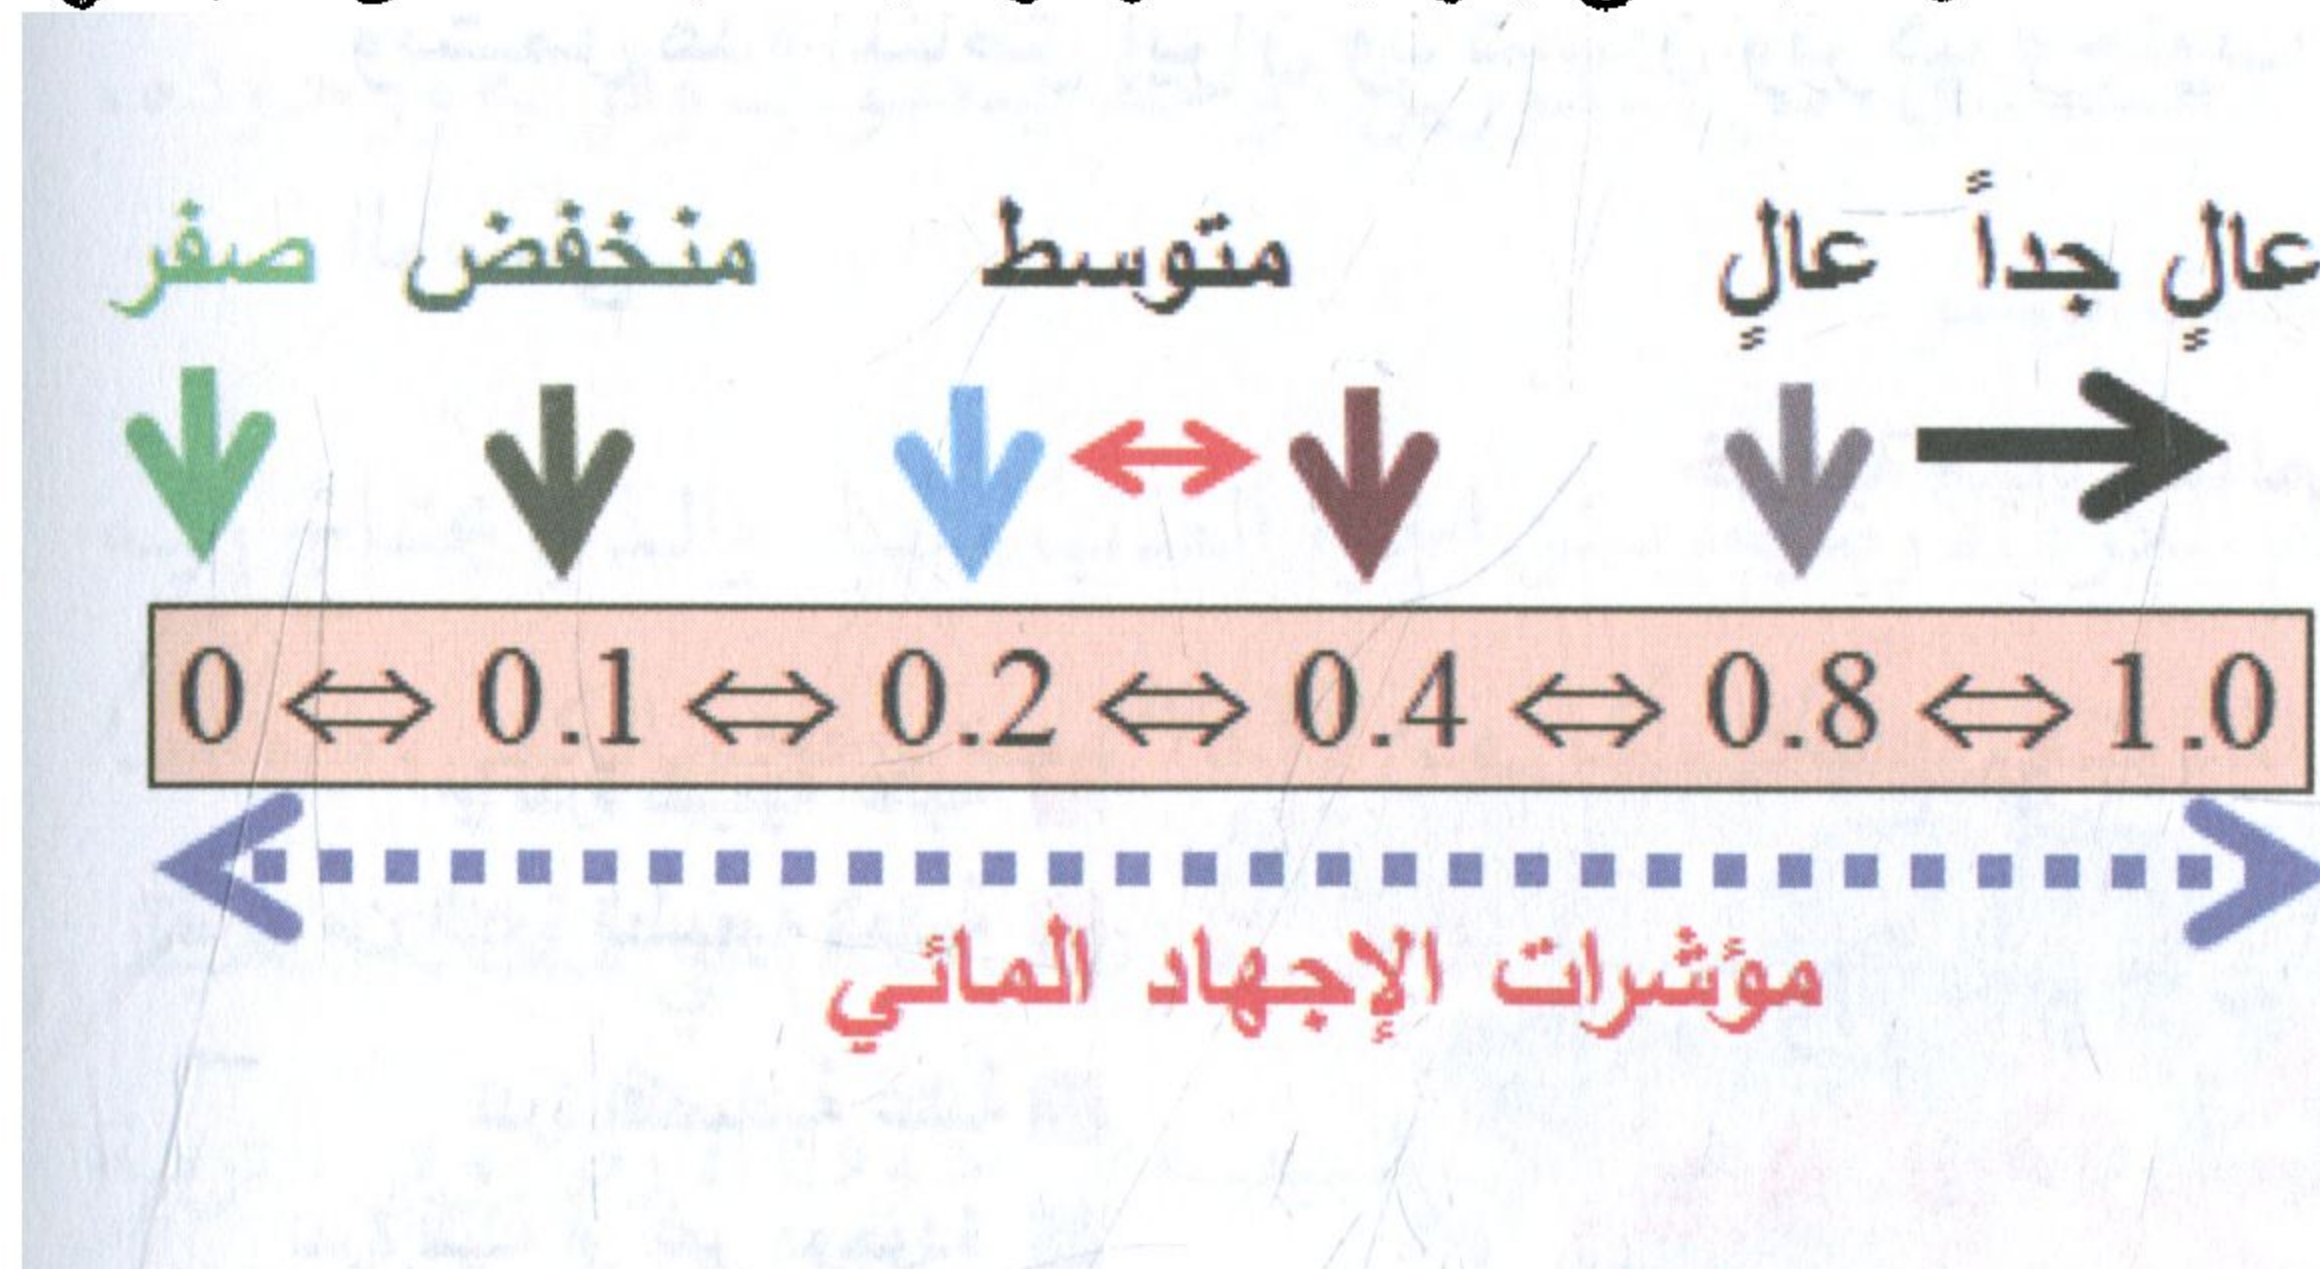 عالٍ جداً عالٍ متوسط منخفض صفر
0 ⇔ 0.1 ⇔ 0.2 ⇔ 0.4 ⇔ 0.8 ⇔ 1.0
مؤشرات الإجهاد المائي